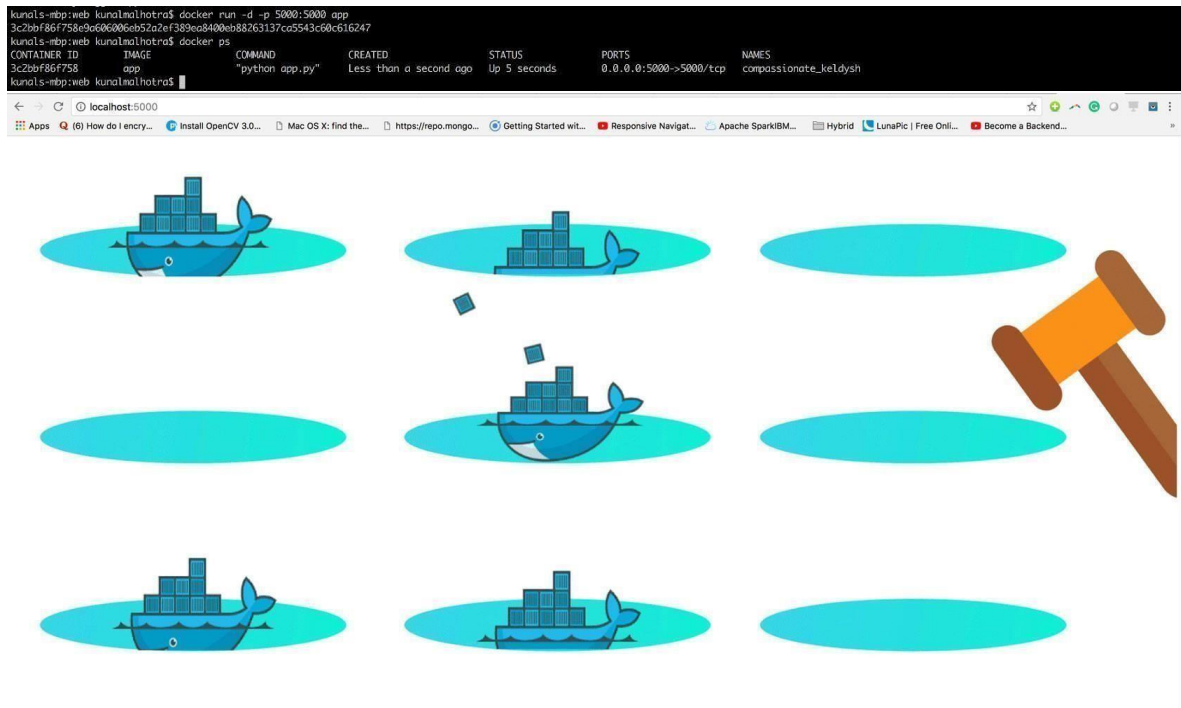 kunals-mbp:web kunalmalhotra$ docker run -d -p 5000:5000 app
3c2bbf86f758e9a606006eb52a2ef389ea8400eb88263137ca5543c60c616247
kunals-mbp:web kunalmalhotra$ docker ps
CONTAINER ID IMAGE COMMAND CREATED STATUS PORTS NAMES
3c2bbf86f758 app "python app.py" Less than a second ago Up 5 seconds 0.0.0.0:5000->5000/tcp compassionate_keldysh
kunals-mbp:web kunalmalhotra$
localhost:5000
Apps (6) How do I encry... Install OpenCV 3.0... Mac OS X: find the... https://repo.mongo... Getting Started wit... Responsive Navigat... Apache SparkIBM... Hybrid LunaPic | Free Onli... Become a Backend... »